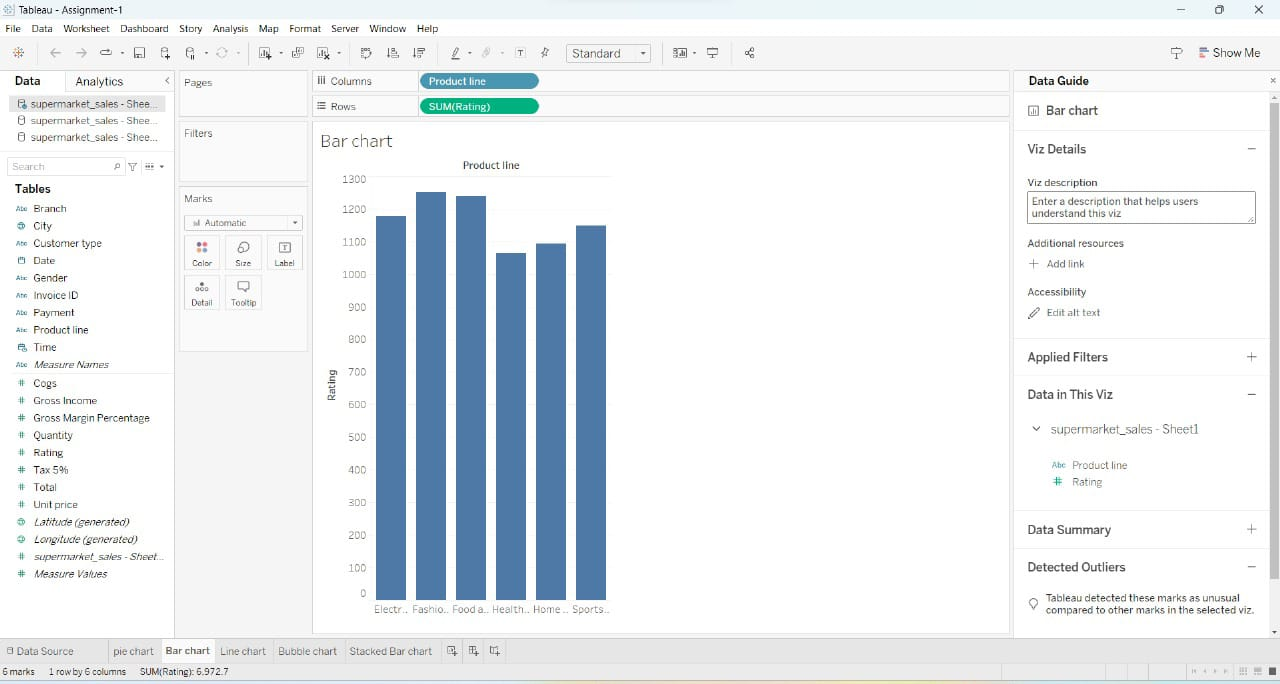 Tableau - Assignment-1
File Data Worksheet Dashboard Story Analysis Map Format Server Window Help
Standard
Show Me
Data Analytics
supermarket_sales - Shee...
supermarket_sales - Shee...
supermarket_sales - Shee...
Search
Tables
Abc Branch
City
Abc Customer type
Date
Abc Gender
Abc Invoice ID
Abc Payment
Abc Product line
Time
Abc Measure Names
# Cogs
# Gross Income
# Gross Margin Percentage
# Quantity
# Rating
# Tax 5%
# Total
# Unit price
Latitude (generated)
Longitude (generated)
# supermarket_sales - Sheet...
# Measure Values
Pages
Filters
Marks
Automatic
Color Size Label
Detail Tooltip
Columns Product line
Rows SUM(Rating)
Bar chart
Product line
1300
1200
1100
1000
900
800
700
600
500
400
300
200
100
0
Rating
Electr.. Fashio.. Food a.. Health.. Home .. Sports..
Data Guide
Bar chart
Viz Details
Viz description
Enter a description that helps users
understand this viz
Additional resources
Add link
Accessibility
Edit alt text
Applied Filters
Data in This Viz
supermarket_sales - Sheet1
Abc Product line
# Rating
Data Summary
Detected Outliers
Tableau detected these marks as unusual
compared to other marks in the selected viz.
Data Source pie chart Bar chart Line chart Bubble chart Stacked Bar chart
6 marks 1 row by 6 columns SUM(Rating): 6,972.7